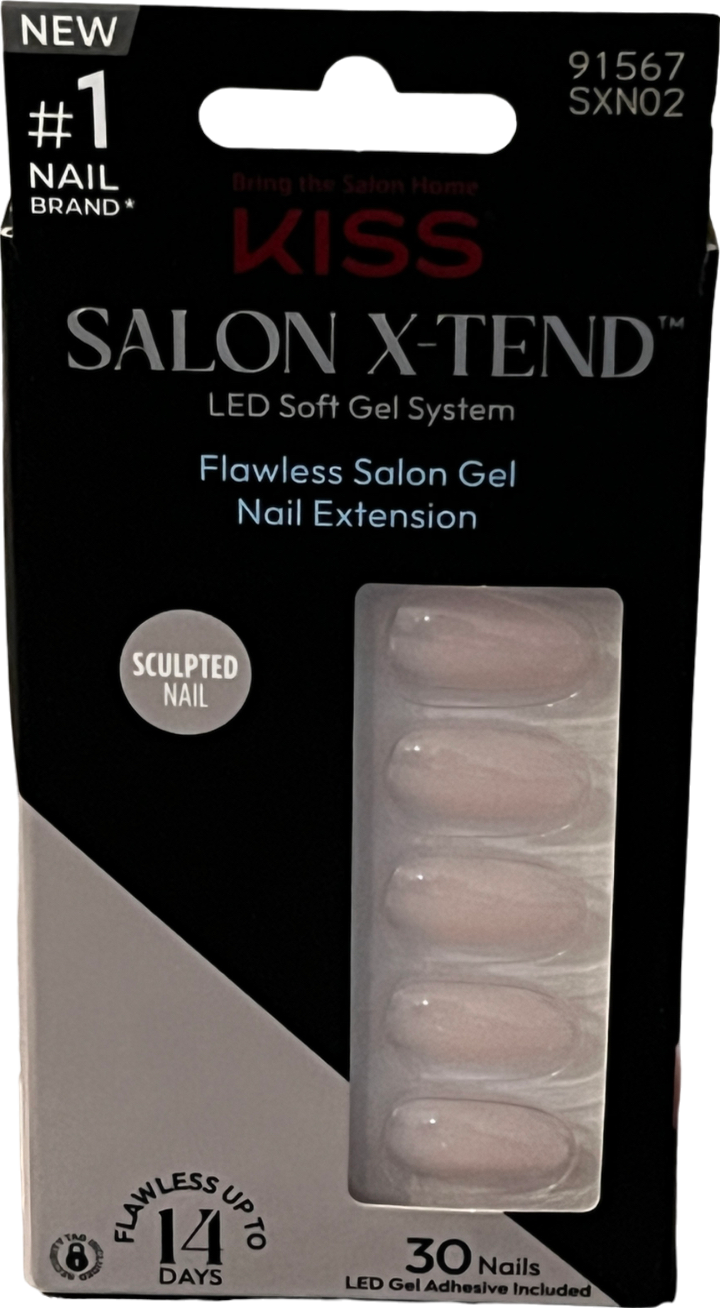 NEW
#1
NAIL
BRAND*
91567
SXN02
Bring the Salon Home
KISS
SALON X-TEND™
LED Soft Gel System
Flawless Salon Gel
Nail Extension
SCULPTED
NAIL
FLAWLESS UP TO
14
DAYS
30 Nails
LED Gel Adhesive Included